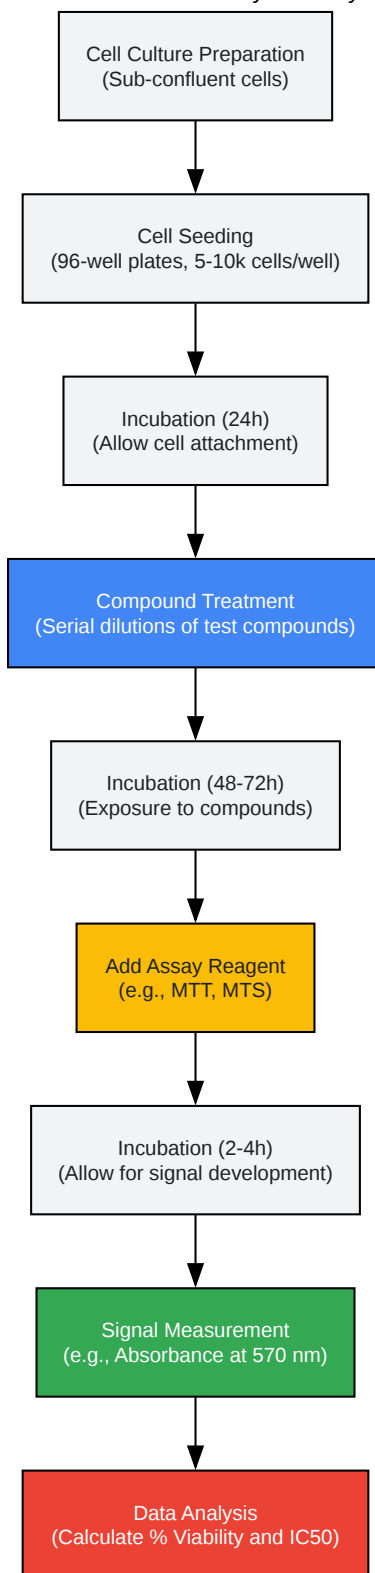 Cell Culture Preparation
(Sub-confluent cells)
Cell Seeding
(96-well plates, 5-10k cells/well)
Incubation (24h)
(Allow cell attachment)
Compound Treatment
(Serial dilutions of test compounds)
Incubation (48-72h)
(Exposure to compounds)
Add Assay Reagent
(e.g., MTT, MTS)
Incubation (2-4h)
(Allow for signal development)
Signal Measurement
(e.g., Absorbance at 570 nm)
Data Analysis
(Calculate % Viability and IC50)